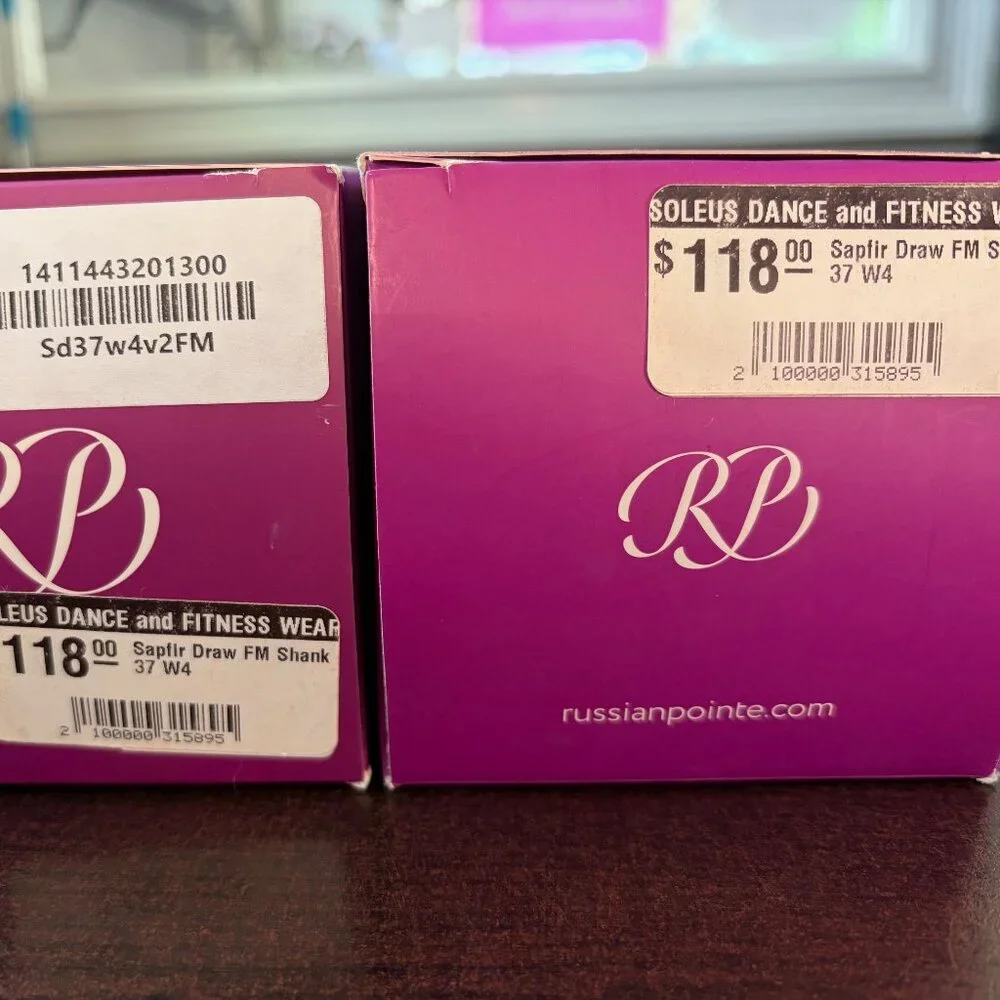 1411443201300
Sd37w4v2FM
RP
LEUS DANCE and FITNESS WEAR
118 00 Sapfir Draw FM Shank
37 W4
2 100000 315895
SOLEUS DANCE and FITNESS W
$ 118 00 Sapfir Draw FM S
37 W4
2 100000 315895
RP
russianpointe.com